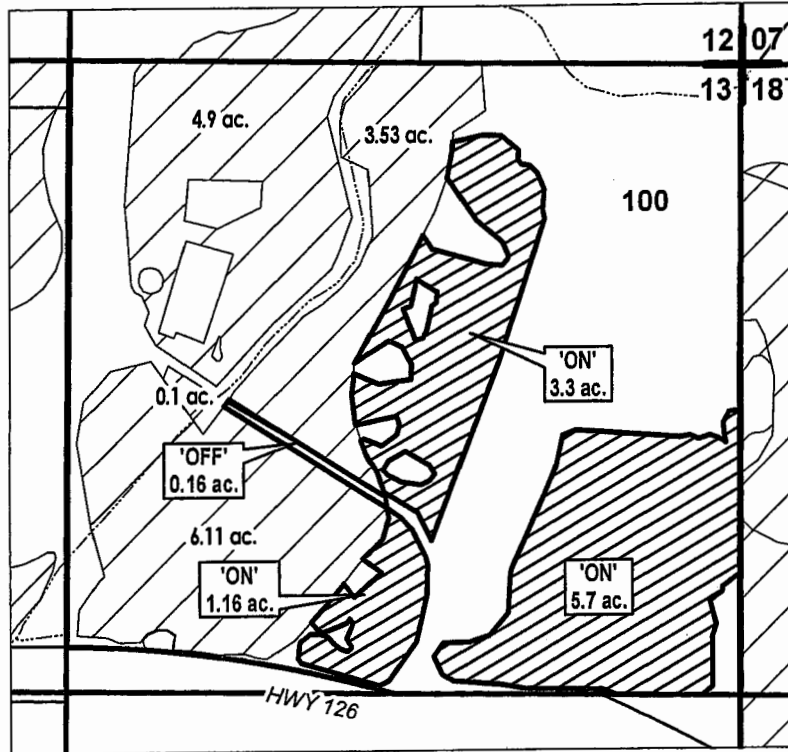 12 07
13 18
4.9 ac.
3.53 ac.
100
'ON'
3.3 ac.
0.1 ac.
'OFF'
0.16 ac.
6.11 ac.
'ON'
1.16 ac.
'ON'
5.7 ac.
HWY 126